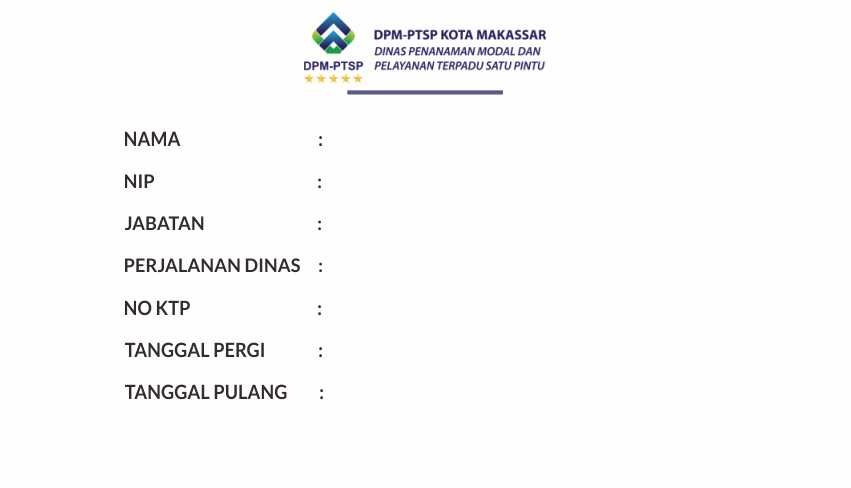 DPM-PTSP
DPM-PTSP KOTA MAKASSAR
DINAS PENANAMAN MODAL DAN
PELAYANAN TERPADU SATU PINTU
NAMA :
NIP :
JABATAN :
PERJALANAN DINAS :
NO KTP :
TANGGAL PERGI :
TANGGAL PULANG :